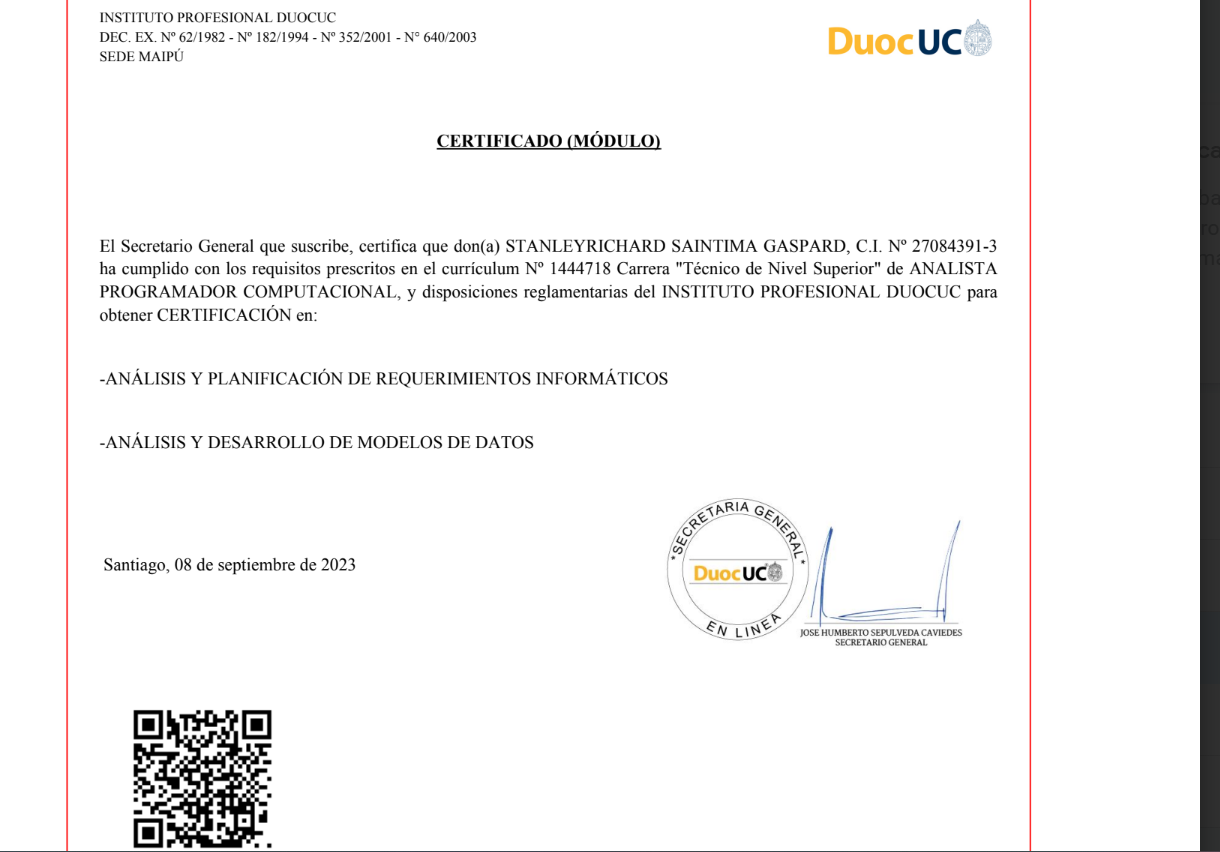 INSTITUTO PROFESIONAL DUOCUC
DEC. EX. Nº 62/1982 - Nº 182/1994 - Nº 352/2001 - N° 640/2003
SEDE MAIPÚ
DuocUC
CERTIFICADO (MÓDULO)
El Secretario General que suscribe, certifica que don(a) STANLEYRICHARD SAINTIMA GASPARD, C.I. Nº 27084391-3
ha cumplido con los requisitos prescritos en el currículum Nº 1444718 Carrera "Técnico de Nivel Superior" de ANALISTA
PROGRAMADOR COMPUTACIONAL, y disposiciones reglamentarias del INSTITUTO PROFESIONAL DUOCUC para
obtener CERTIFICACIÓN en:
-ANÁLISIS Y PLANIFICACIÓN DE REQUERIMIENTOS INFORMÁTICOS
-ANÁLISIS Y DESARROLLO DE MODELOS DE DATOS
Santiago, 08 de septiembre de 2023
*SECRETARIA GENERAL*
DuocUC
EN LINEA
JOSE HUMBERTO SEPULVEDA CAVIEDES
SECRETARIO GENERAL